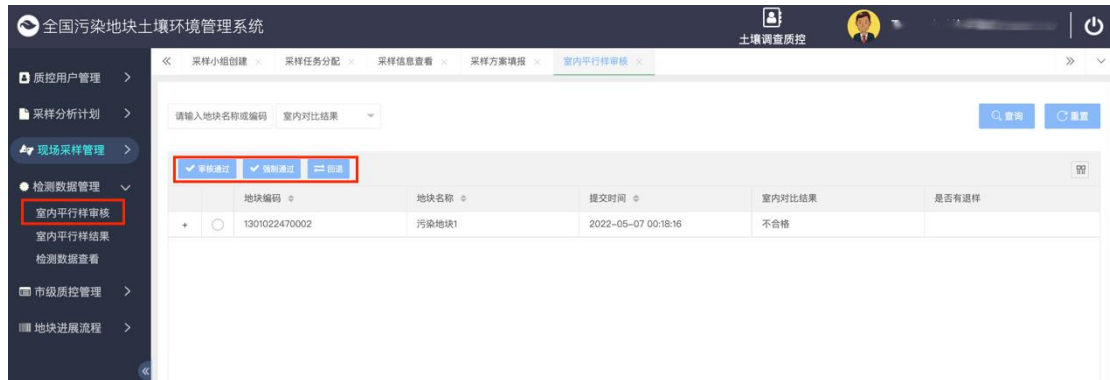 全国污染地块土壤环境管理系统
土壤调查质控
采样小组创建 × 采样任务分配 × 采样信息查看 × 采样方案填报 × 室内平行样审核 ×
质控用户管理
采样分析计划
现场采样管理
检测数据管理
室内平行样审核
室内平行样结果
检测数据查看
市级质控管理
地块进展流程
请输入地块名称或编码 室内对比结果 查询 重置
审核通过 强制通过 回退
地块编码 地块名称 提交时间 室内对比结果 是否有退样
+ 1301022470002 污染地块1 2022-05-07 00:18:16 不合格